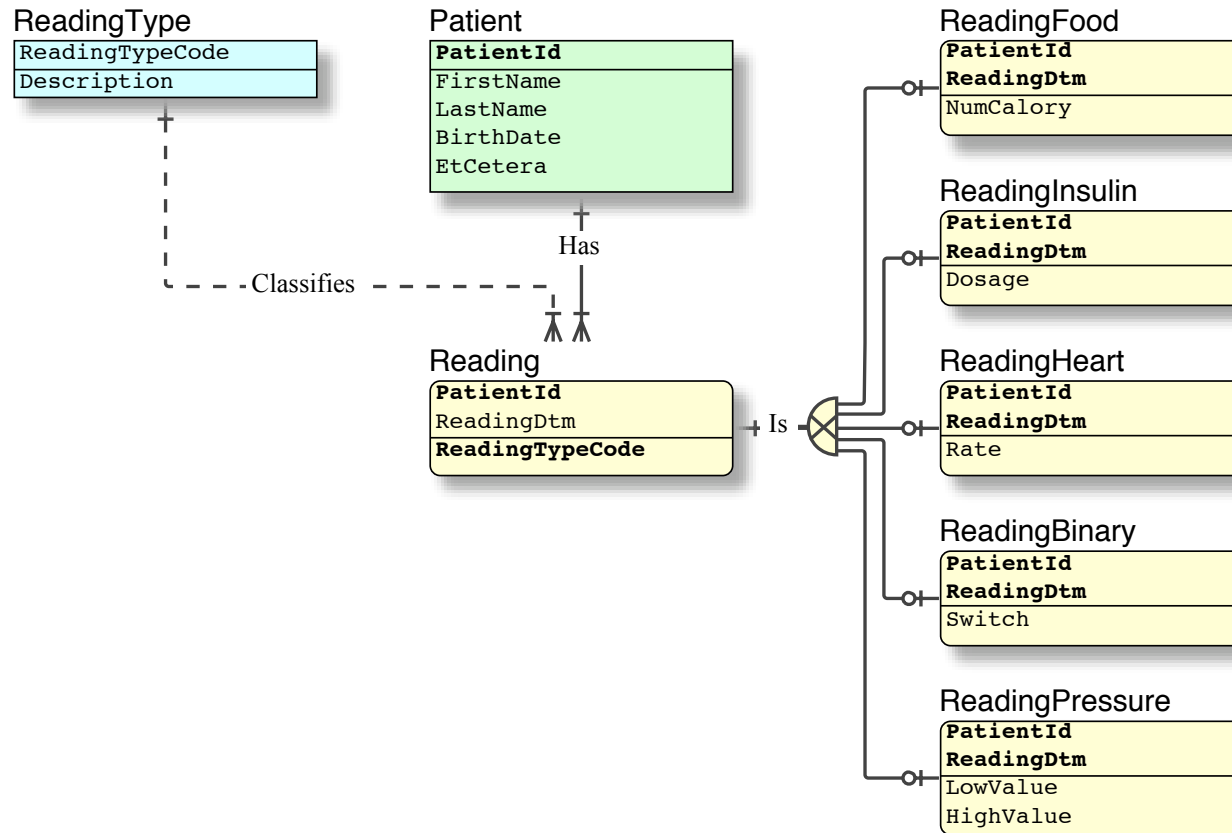 ReadingType
ReadingTypeCode
Description
Patient
PatientId
FirstName
LastName
BirthDate
EtCetera
Has
Classifies
Reading
PatientId
ReadingDtm
ReadingTypeCode
Is
ReadingFood
PatientId
ReadingDtm
NumCalory
ReadingInsulin
PatientId
ReadingDtm
Dosage
ReadingHeart
PatientId
ReadingDtm
Rate
ReadingBinary
PatientId
ReadingDtm
Switch
ReadingPressure
PatientId
ReadingDtm
LowValue
HighValue